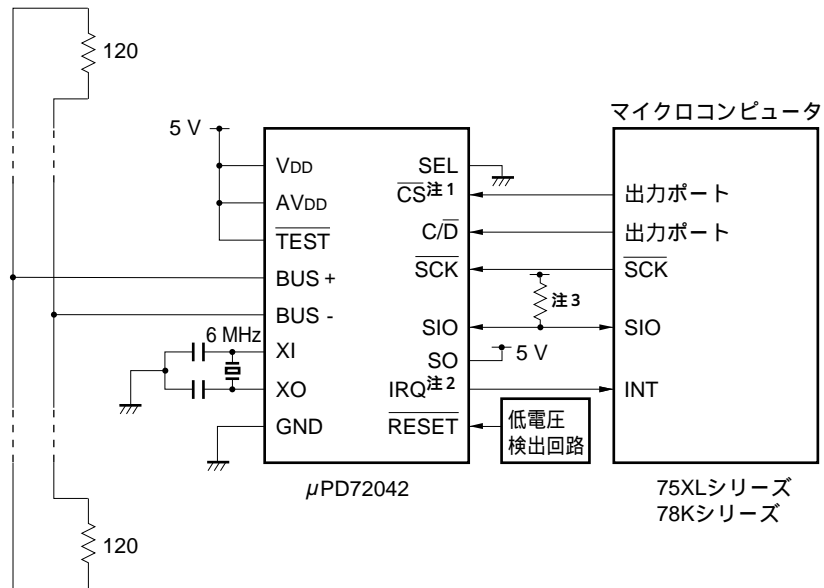 120
マイクロコンピュータ
5 V
VDD
AVDD
TEST
BUS +
BUS -
6 MHz
XI
XO
GND
SEL
CS注1
C/D
SCK
SIO
SO
IRQ注2
RESET
注3
5 V
低電圧
検出回路
出力ポート
出力ポート
SCK
SIO
INT
μPD72042
75XLシリーズ
78Kシリーズ
120